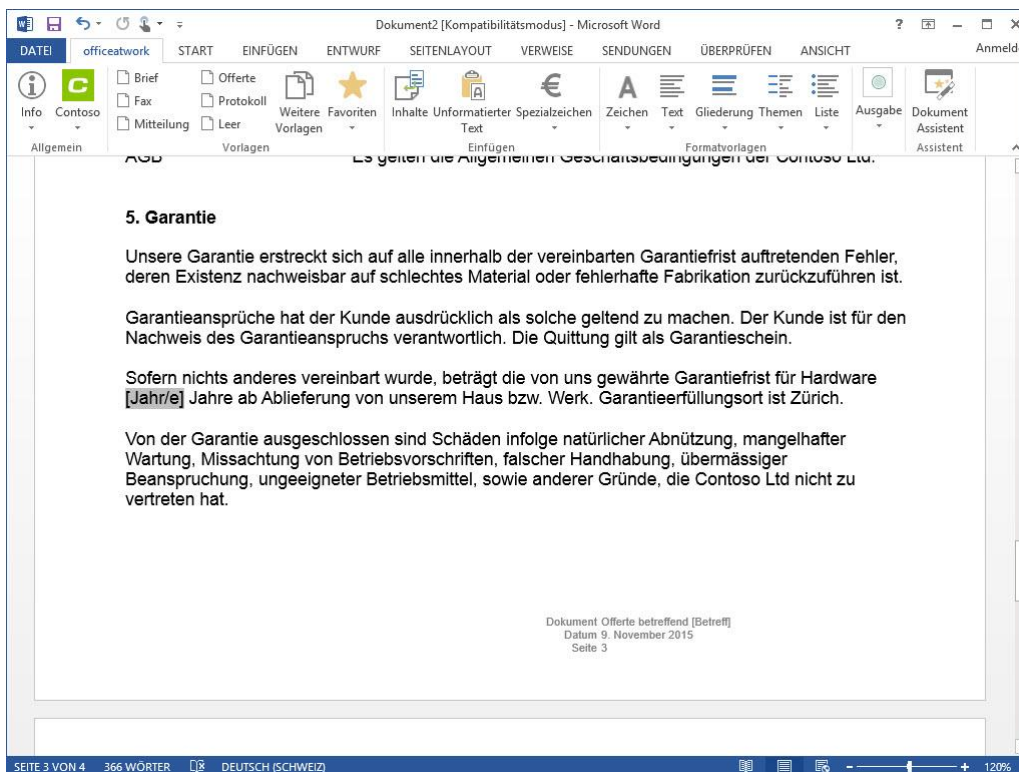 Dokument2 [Kompatibilitätsmodus] - Microsoft Word
DATEI officeatwork START EINFÜGEN ENTWURF SEITENLAYOUT VERWEISE SENDUNGEN ÜBERPRÜFEN ANSICHT Anmeld
Brief Offerte
Fax Protokoll
Mitteilung Leer
Info Contoso Weitere Vorlagen Favoriten Inhalte Unformatierter Text Spezialzeichen Zeichen Text Gliederung Themen Liste Ausgabe Dokument Assistent
Allgemein Vorlagen Einfügen Formatvorlagen Assistent
AGB Es gelten die Allgemeinen Geschäftsbedingungen der Contoso Ltd.
5. Garantie
Unsere Garantie erstreckt sich auf alle innerhalb der vereinbarten Garantiefrist auftretenden Fehler,
deren Existenz nachweisbar auf schlechtes Material oder fehlerhafte Fabrikation zurückzuführen ist.
Garantieansprüche hat der Kunde ausdrücklich als solche geltend zu machen. Der Kunde ist für den
Nachweis des Garantieanspruchs verantwortlich. Die Quittung gilt als Garantieschein.
Sofern nichts anderes vereinbart wurde, beträgt die von uns gewährte Garantiefrist für Hardware
[Jahr/e] Jahre ab Ablieferung von unserem Haus bzw. Werk. Garantieerfüllungsort ist Zürich.
Von der Garantie ausgeschlossen sind Schäden infolge natürlicher Abnützung, mangelhafter
Wartung, Missachtung von Betriebsvorschriften, falscher Handhabung, übermässiger
Beanspruchung, ungeeigneter Betriebsmittel, sowie anderer Gründe, die Contoso Ltd nicht zu
vertreten hat.
Dokument Offerte betreffend [Betreff]
Datum 9. November 2015
Seite 3
SEITE 3 VON 4 366 WÖRTER DEUTSCH (SCHWEIZ) 120%